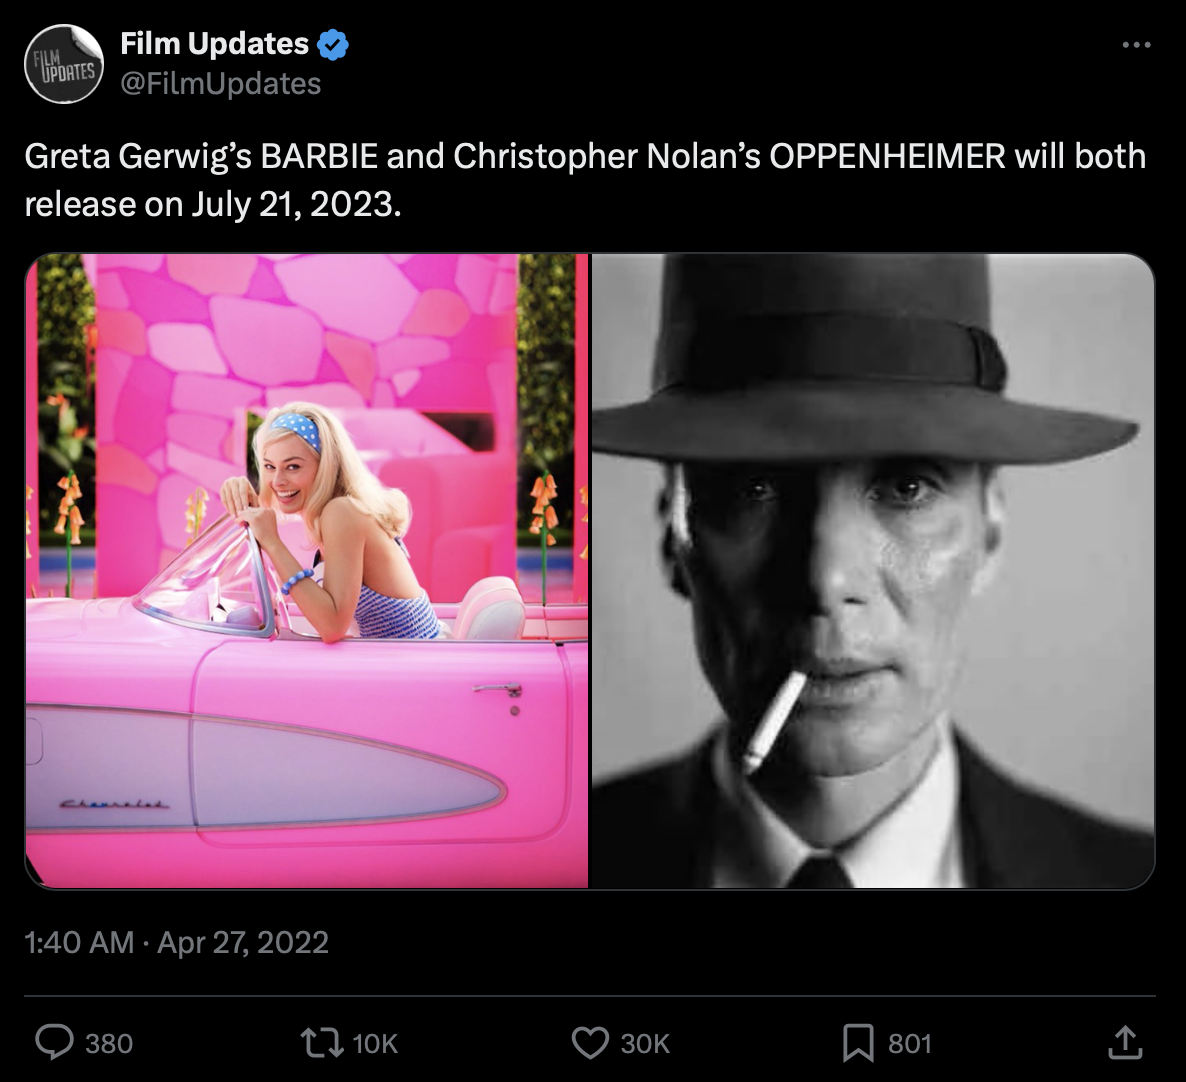 FILM
UPDATES
Film Updates
@FilmUpdates
Greta Gerwig’s BARBIE and Christopher Nolan’s OPPENHEIMER will both
release on July 21, 2023.
Chevrolet
1:40 AM · Apr 27, 2022
380
10K
30K
801